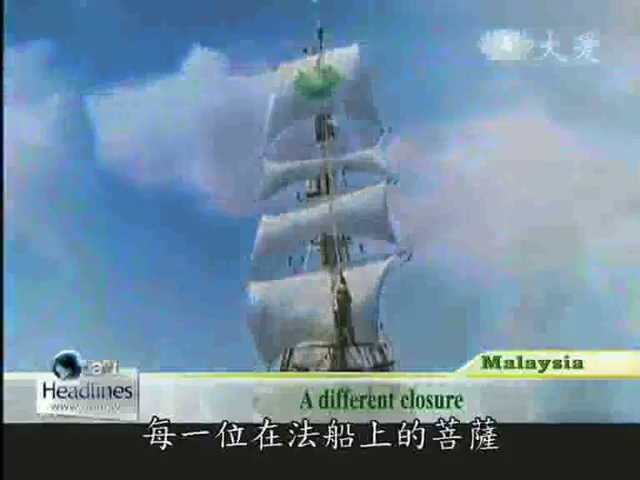 大愛
Malaysia
Headlines
A different closure
每一位在法船上的菩薩